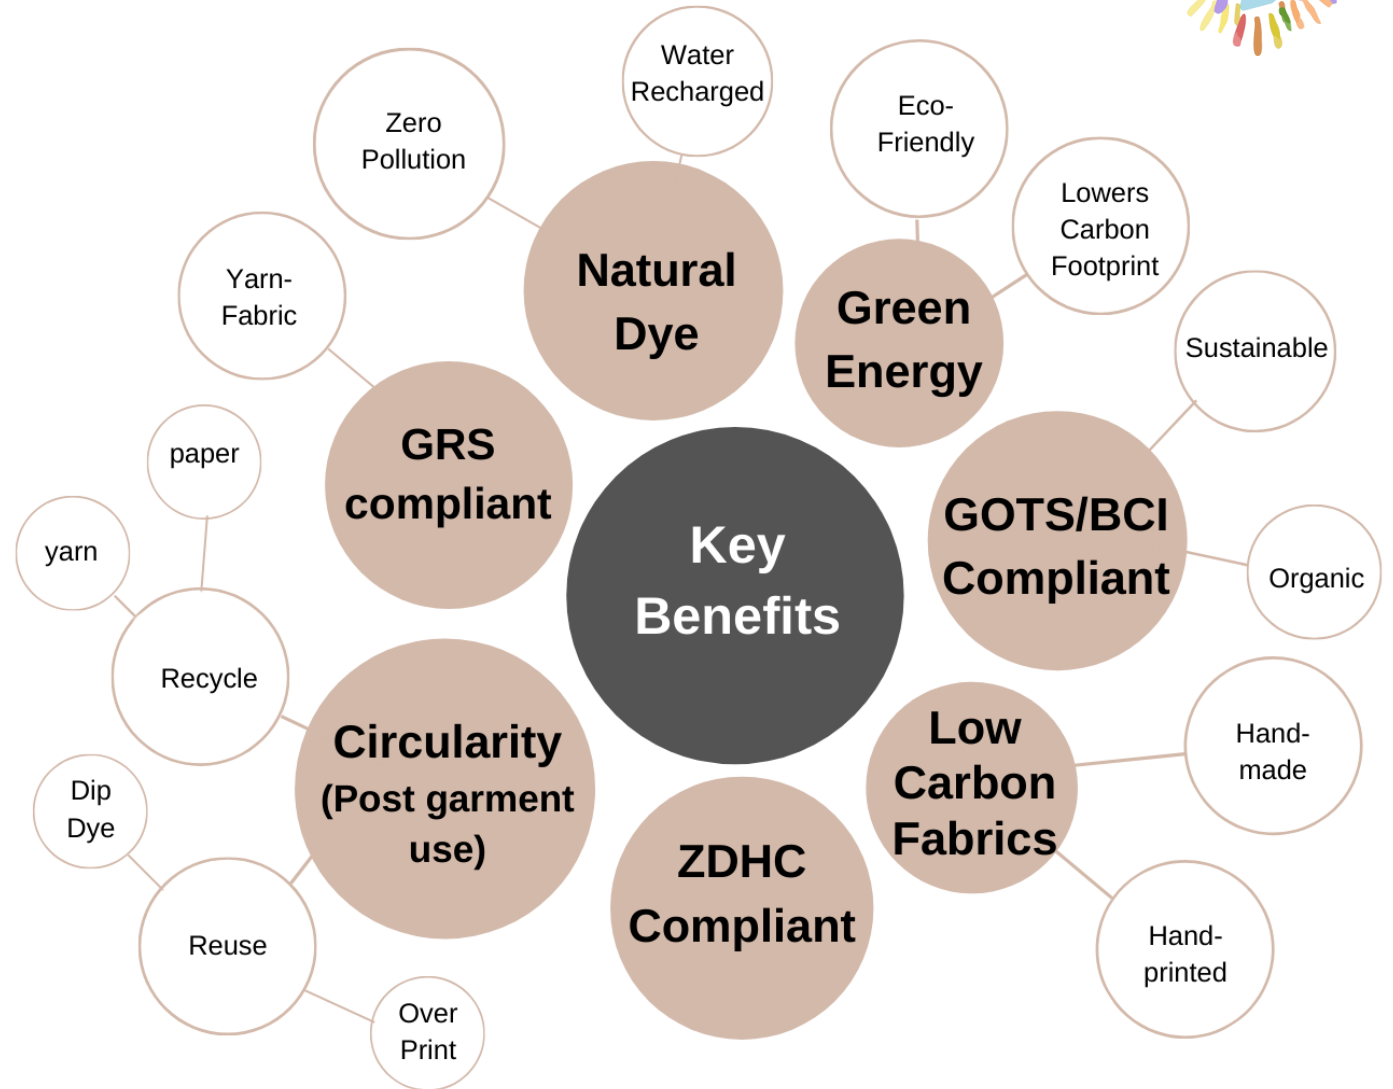 Water
Recharged
Zero
Pollution
Eco-
Friendly
Lowers
Carbon
Footprint
Yarn-
Fabric
Natural
Dye
Green
Energy
Sustainable
paper
GRS
compliant
yarn
Key
Benefits
GOTS/BCI
Compliant
Organic
Recycle
Circularity
(Post garment
use)
Low
Carbon
Fabrics
Hand-
made
Dip
Dye
ZDHC
Compliant
Reuse
Hand-
printed
Over
Print